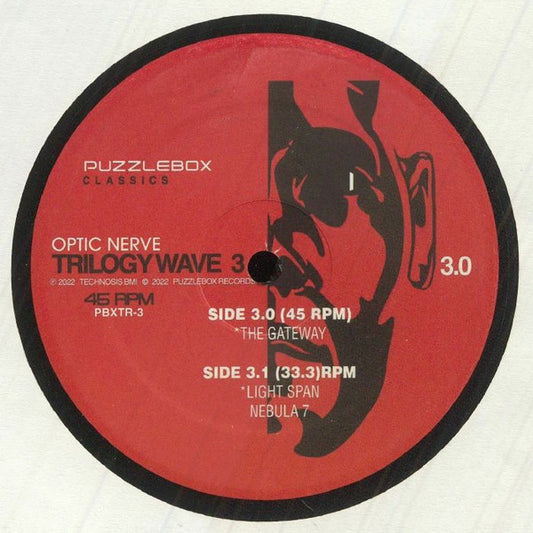 PUZZLEBOX
CLASSICS
OPTIC NERVE
TRILOGY WAVE 3
℗ 2022 TECHNOSIS BMI © 2022 PUZZLEBOX RECORDS
45 RPM
PBXTR-3
3.0
SIDE 3.0 (45 RPM)
*THE GATEWAY
SIDE 3.1 (33.3)RPM
*LIGHT SPAN
NEBULA 7